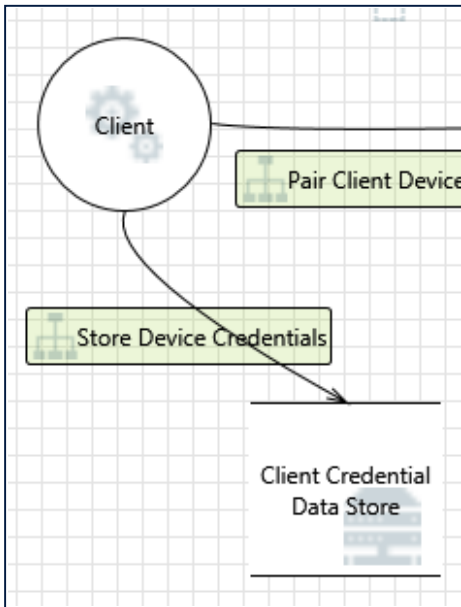 Client
Pair Client Device
Store Device Credentials
Client Credential
Data Store